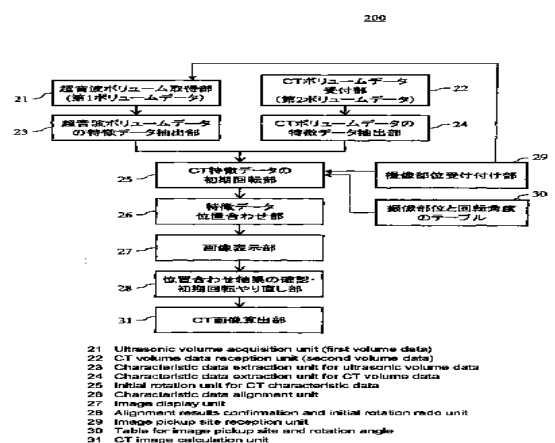 200
超音波ボリューム取得部
(第1ボリュームデータ)
21
CTボリュームデータ
受付部
(第2ボリュームデータ)
22
超音波ボリュームデータ
の特徴データ抽出部
23
CTボリュームデータの
特徴データ抽出部
24
CT特徴データの
初期回転部
25
撮像部位受け付け部
29
特徴データ
位置合わせ部
26
撮像部位と回転角度
のテーブル
30
画像表示部
27
位置合わせ結果の確認・
初期回転やり直し部
28
CT画像算出部
31
21 Ultrasonic volume acquisition unit (first volume data)
22 CT volume data reception unit (second volume data)
23 Characteristic data extraction unit for ultrasonic volume data
24 Characteristic data extraction unit for CT volume data
25 Initial rotation unit for CT characteristic data
26 Characteristic data alignment unit
27 Image display unit
28 Alignment results confirmation and initial rotation redo unit
29 Image pickup site reception unit
30 Table for image pickup site and rotation angle
31 CT image calculation unit